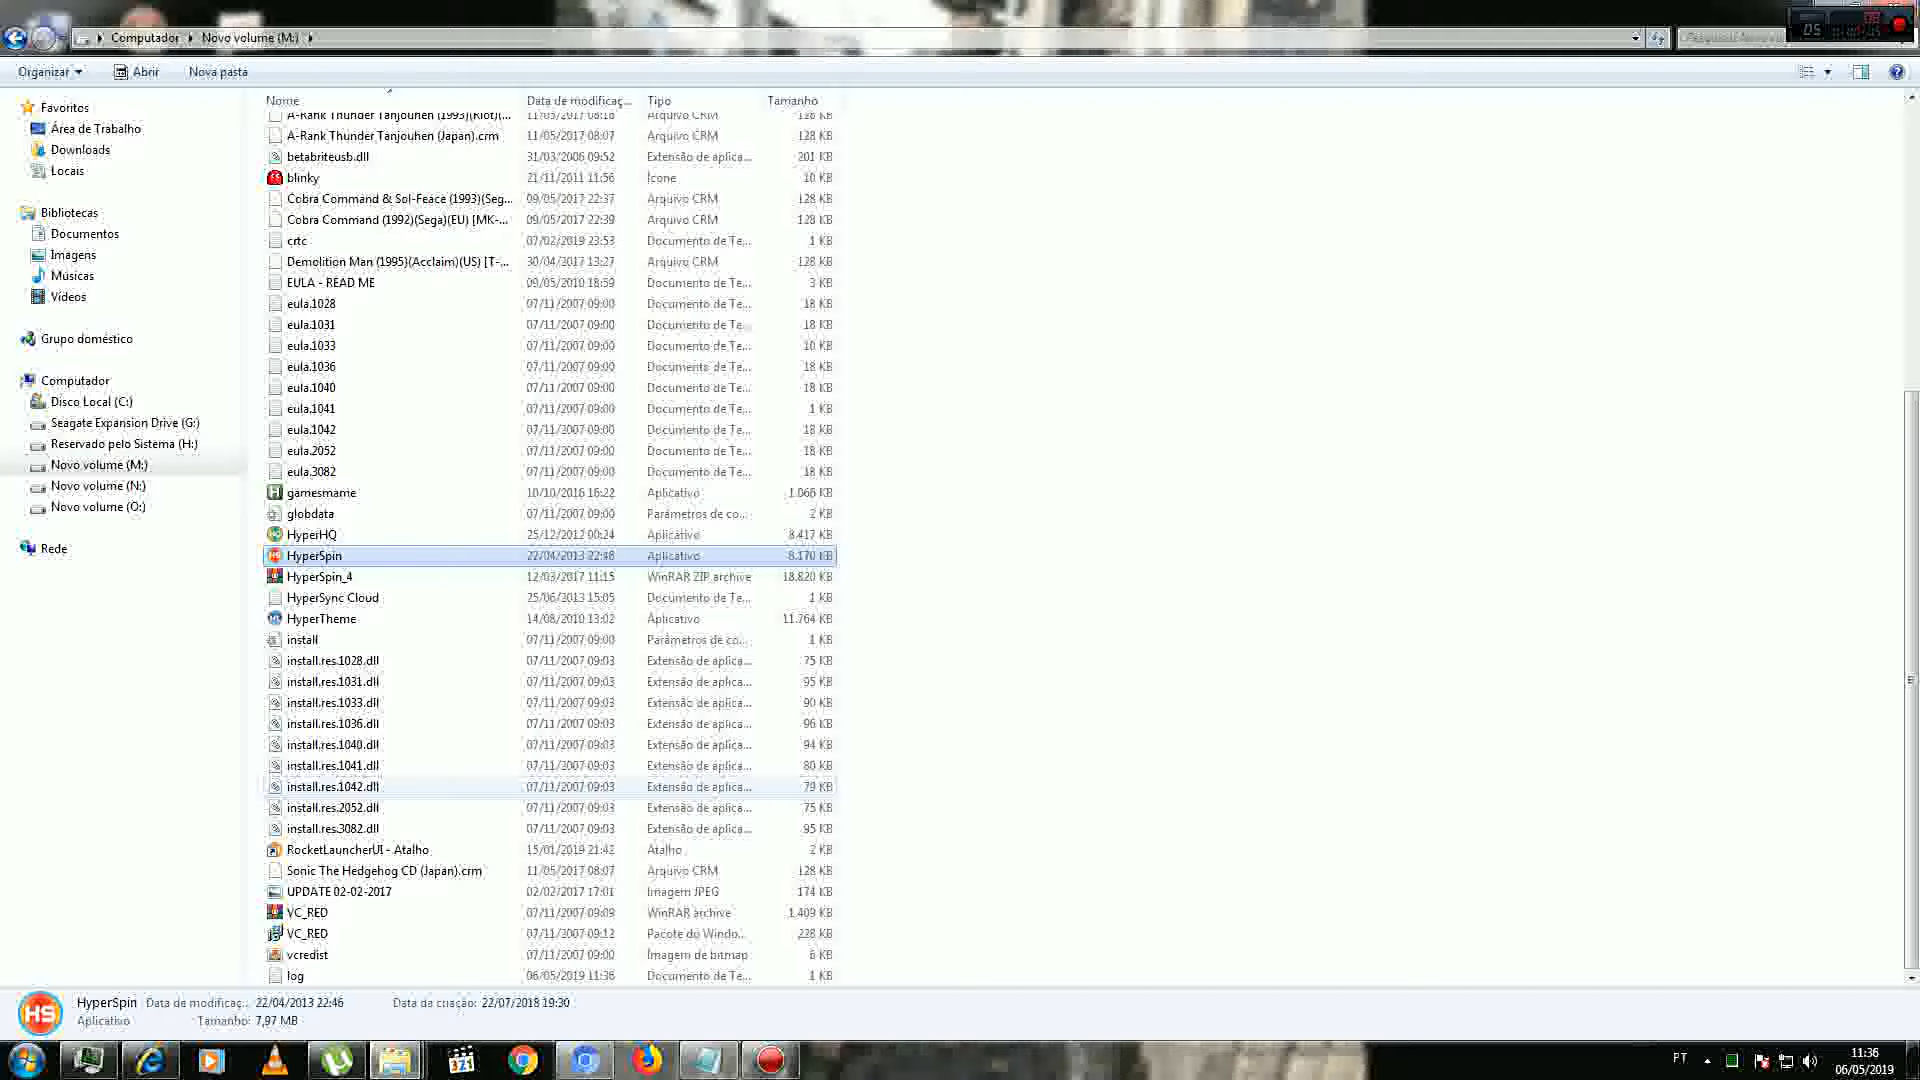 Computador
Novo volume (M:)
Organizar
Abrir
Nova pasta
Favoritos
Área de Trabalho
Downloads
Locais
Bibliotecas
Documentos
Imagens
Músicas
Vídeos
Grupo doméstico
Computador
Disco Local (C:)
Seagate Expansion Drive (G:)
Reservado pelo Sistema (H:)
Novo volume (M:)
Novo volume (N:)
Novo volume (O:)
Rede
Nome Data de modificaç... Tipo Tamanho
A-Rank Thunder Tanjouhen (1993)(Riot)(... 11/05/2017 08:18 Arquivo CRM 128 KB
A-Rank Thunder Tanjouhen (Japan).crm 11/05/2017 08:07 Arquivo CRM 128 KB
betabriteusb.dll 31/03/2006 09:52 Extensão de aplica... 201 KB
blinky 21/11/2011 11:56 Ícone 10 KB
Cobra Command & Sol-Feace (1993)(Seg... 09/05/2017 22:37 Arquivo CRM 128 KB
Cobra Command (1992)(Sega)(EU) [MK-... 09/05/2017 22:39 Arquivo CRM 128 KB
crtc 07/02/2019 23:53 Documento de Te... 1 KB
Demolition Man (1995)(Acclaim)(US) [T-... 30/04/2017 13:27 Arquivo CRM 128 KB
EULA - READ ME 09/05/2010 18:59 Documento de Te... 3 KB
eula.1028 07/11/2007 09:00 Documento de Te... 18 KB
eula.1031 07/11/2007 09:00 Documento de Te... 18 KB
eula.1033 07/11/2007 09:00 Documento de Te... 10 KB
eula.1036 07/11/2007 09:00 Documento de Te... 18 KB
eula.1040 07/11/2007 09:00 Documento de Te... 18 KB
eula.1041 07/11/2007 09:00 Documento de Te... 1 KB
eula.1042 07/11/2007 09:00 Documento de Te... 18 KB
eula.2052 07/11/2007 09:00 Documento de Te... 18 KB
eula.3082 07/11/2007 09:00 Documento de Te... 18 KB
gamesmame 10/10/2016 16:22 Aplicativo 1.066 KB
globdata 07/11/2007 09:00 Parâmetros de co... 2 KB
HyperHQ 25/12/2012 00:24 Aplicativo 8.417 KB
HyperSpin 22/04/2013 22:48 Aplicativo 8.170 KB
HyperSpin_4 12/03/2017 11:15 WinRAR ZIP archive 18.820 KB
HyperSync Cloud 25/06/2013 15:05 Documento de Te... 1 KB
HyperTheme 14/08/2010 13:02 Aplicativo 11.764 KB
install 07/11/2007 09:00 Parâmetros de co... 1 KB
install.res.1028.dll 07/11/2007 09:03 Extensão de aplica... 75 KB
install.res.1031.dll 07/11/2007 09:03 Extensão de aplica... 95 KB
install.res.1033.dll 07/11/2007 09:03 Extensão de aplica... 90 KB
install.res.1036.dll 07/11/2007 09:03 Extensão de aplica... 96 KB
install.res.1040.dll 07/11/2007 09:03 Extensão de aplica... 94 KB
install.res.1041.dll 07/11/2007 09:03 Extensão de aplica... 80 KB
install.res.1042.dll 07/11/2007 09:03 Extensão de aplica... 79 KB
install.res.2052.dll 07/11/2007 09:03 Extensão de aplica... 75 KB
install.res.3082.dll 07/11/2007 09:03 Extensão de aplica... 95 KB
RocketLauncherUI - Atalho 15/01/2019 21:42 Atalho 2 KB
Sonic The Hedgehog CD (Japan).crm 11/05/2017 08:07 Arquivo CRM 128 KB
UPDATE 02-02-2017 02/02/2017 17:01 Imagem JPEG 174 KB
VC_RED 07/11/2007 09:09 WinRAR archive 1.409 KB
VC_RED 07/11/2007 09:12 Pacote do Windo... 228 KB
vcredist 07/11/2007 09:00 Imagem de bitmap 6 KB
log 06/05/2019 11:36 Documento de Te... 1 KB
HS
HyperSpin Data de modificaç... 22/04/2013 22:46 Data da criação: 22/07/2018 19:30
Aplicativo Tamanho: 7,97 MB
321
PT
11:36
06/05/2019